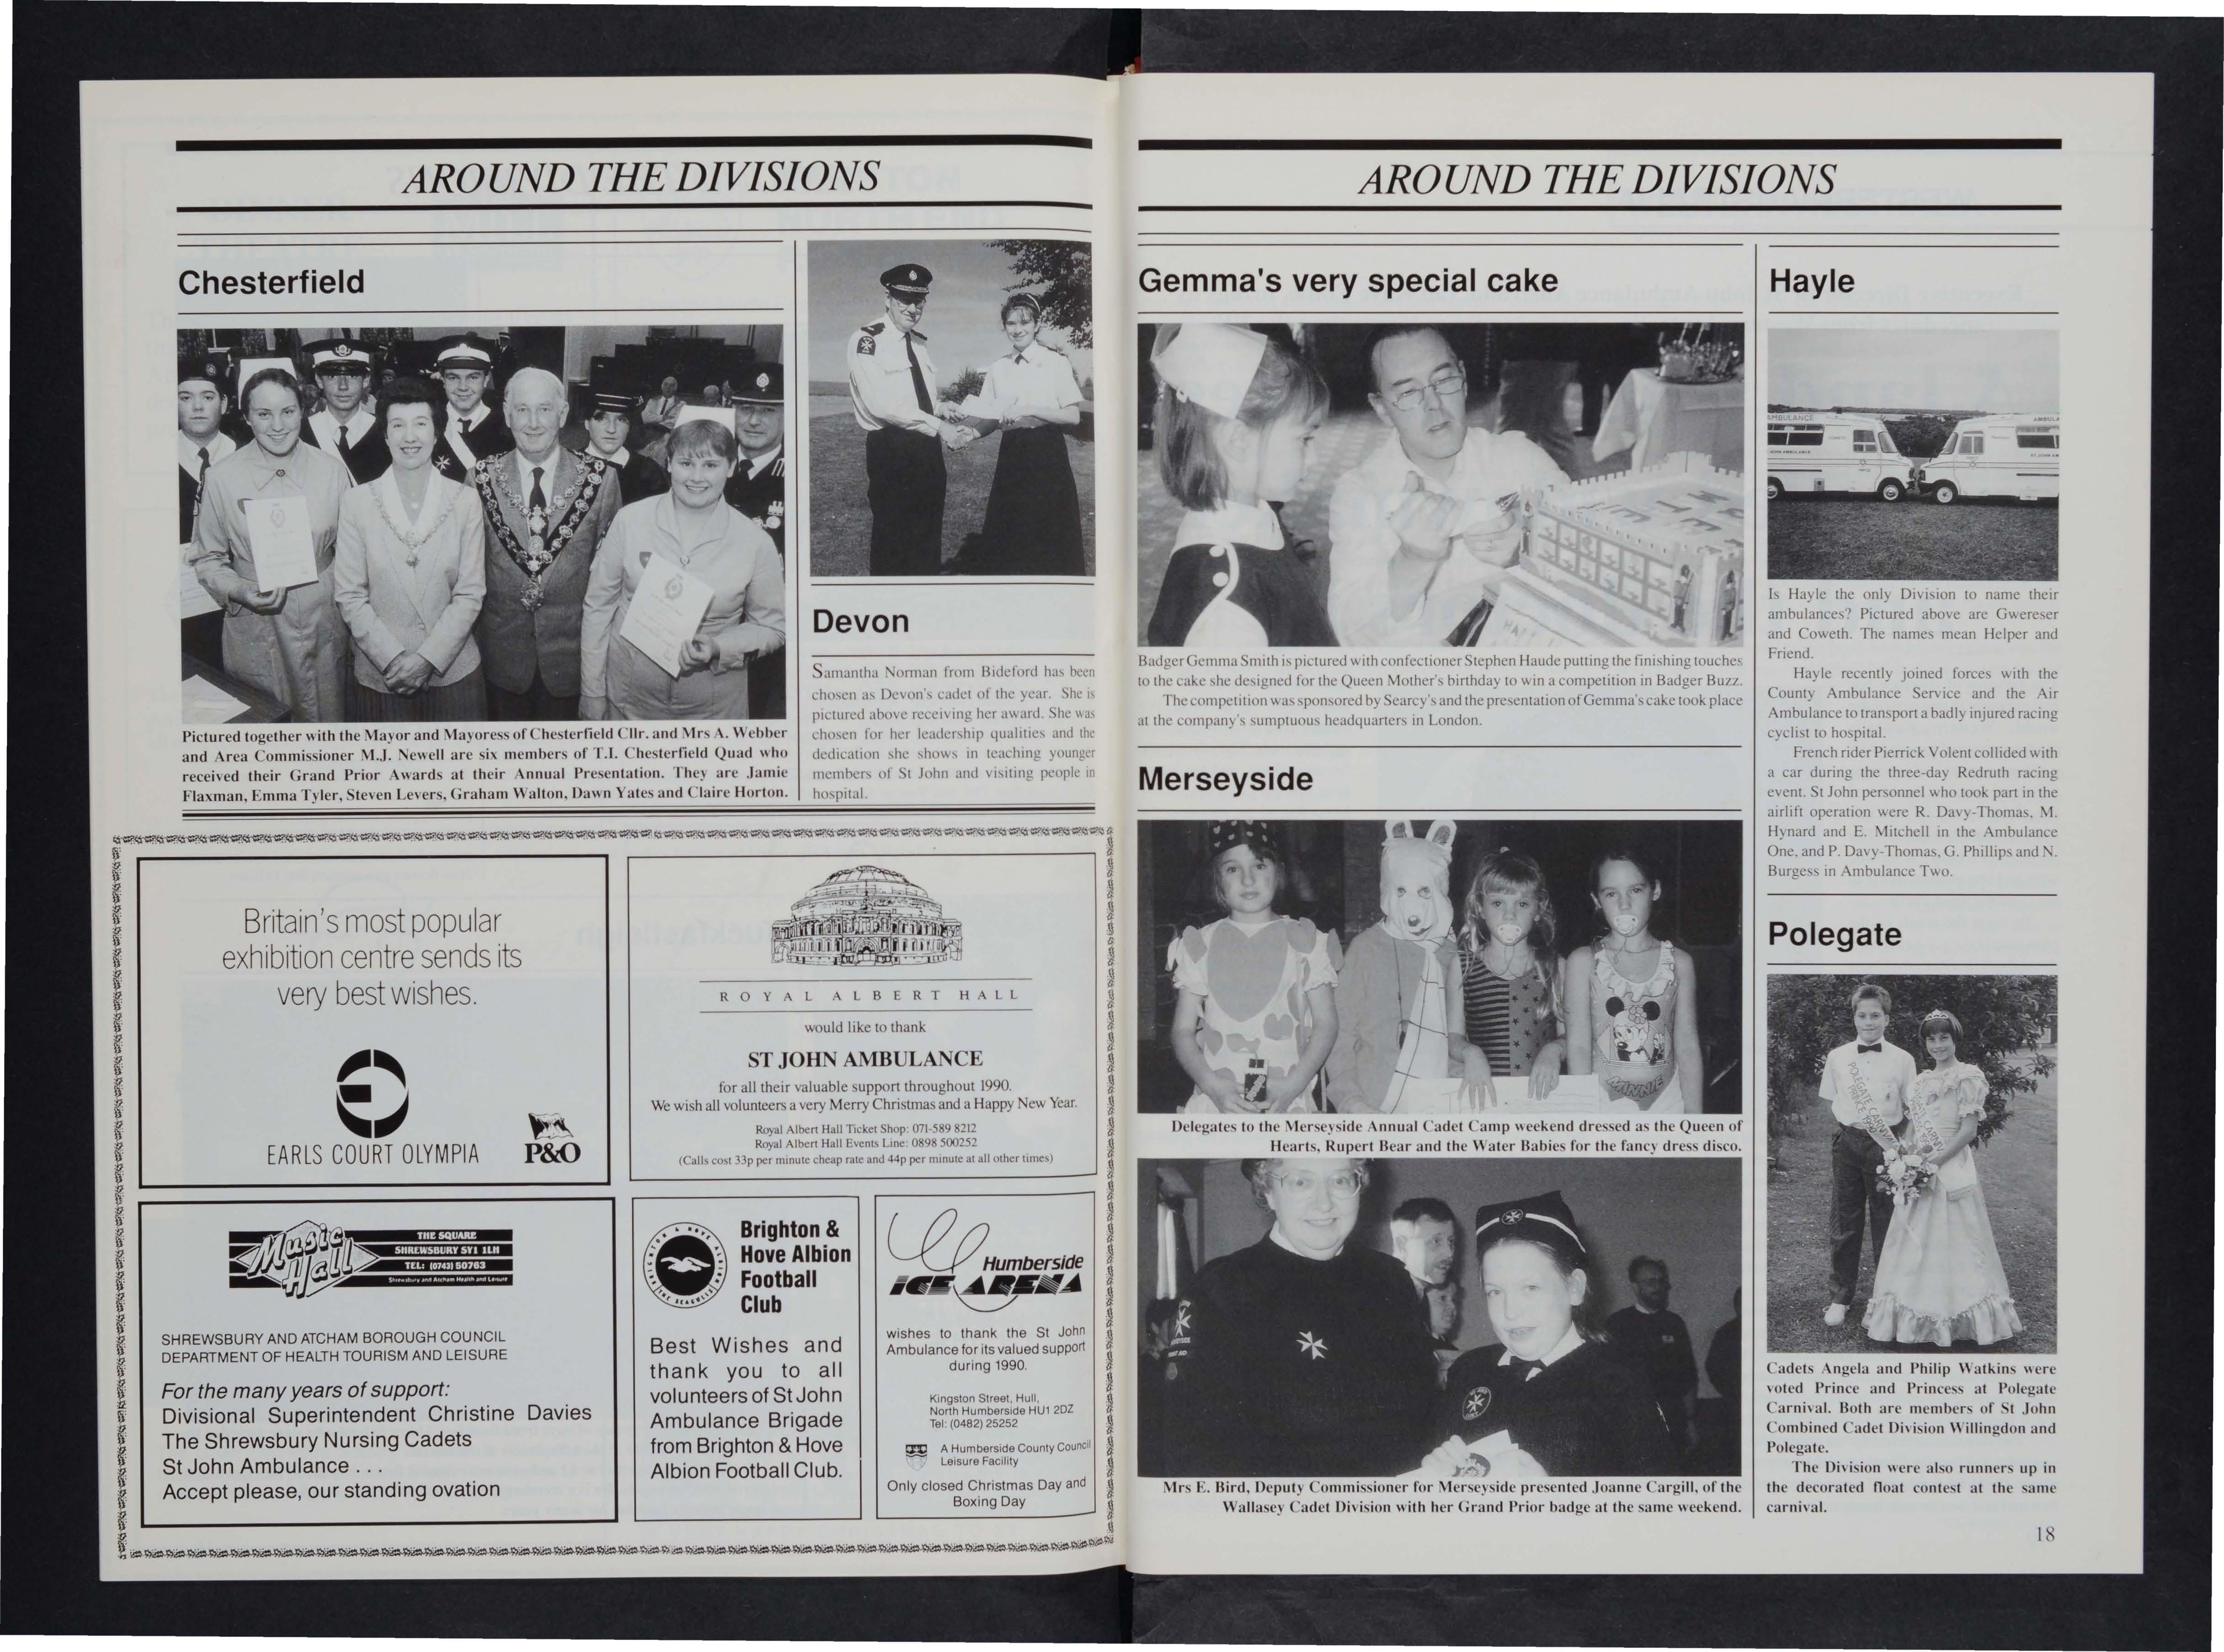 AROUND THE DIVISIONS
Chesterfield
Pictured together with the Mayor and Mayoress of Chesterfield Cllr. and Mrs A. Webber
and Area Commissioner M.J. Newell are six members of T.I. Chesterfield Quad who
received their Grand Prior Awards at their Annual Presentation. They are Jamie
Flaxman, Emma Tyler, Steven Levers, Graham Walton, Dawn Yates and Claire Horton.
Devon
Samantha Norman from Bideford has been
chosen as Devon's cadet of the year. She is
pictured above receiving her award. She was
chosen for her leadership qualities and the
dedication she shows in teaching younger
members of St John and visiting people in
hospital.
Britain's most popular
exhibition centre sends its
very best wishes.
EARLS COURT OLYMPIA
P&O
ROYAL ALBERT HALL
would like to thank
ST JOHN AMBULANCE
for all their valuable support throughout 1990.
We wish all volunteers a very Merry Christmas and a Happy New Year.
Royal Albert Hall Ticket Shop: 071-589 8212
Royal Albert Hall Events Line: 0898 500252
(Calls cost 33p per minute cheap rate and 44p per minute at all other times)
Music
Hall
THE SQUARE
SHREWSBURY SY1 1LH
TEL: (0743) 50763
Shrewsbury and Atcham Health and Leisure
SHREWSBURY AND ATCHAM BOROUGH COUNCIL
DEPARTMENT OF HEALTH TOURISM AND LEISURE
For the many years of support:
Divisional Superintendent Christine Davies
The Shrewsbury Nursing Cadets
St John Ambulance . . .
Accept please, our standing ovation
Brighton &
Hove Albion
Football
Club
Best Wishes and
thank you to all
volunteers of St John
Ambulance Brigade
from Brighton & Hove
Albion Football Club.
Humberside
ICE ARENA
wishes to thank the St John
Ambulance for its valued support
during 1990.
Kingston Street, Hull,
North Humberside HU1 2DZ
Tel: (0482) 25252
A Humberside County Council
Leisure Facility
Only closed Christmas Day and
Boxing Day
AROUND THE DIVISIONS
Gemma's very special cake
Badger Gemma Smith is pictured with confectioner Stephen Haude putting the finishing touches
to the cake she designed for the Queen Mother's birthday to win a competition in Badger Buzz.
The competition was sponsored by Searcy's and the presentation of Gemma's cake took place
at the company's sumptuous headquarters in London.
Merseyside
MINNIE
Delegates to the Merseyside Annual Cadet Camp weekend dressed as the Queen of
Hearts, Rupert Bear and the Water Babies for the fancy dress disco.
Mrs E. Bird, Deputy Commissioner for Merseyside presented Joanne Cargill, of the
Wallasey Cadet Division with her Grand Prior badge at the same weekend.
Hayle
AMBULANCE
Is Hayle the only Division to name their
ambulances? Pictured above are Gwereser
and Coweth. The names mean Helper and
Friend.
Hayle recently joined forces with the
County Ambulance Service and the Air
Ambulance to transport a badly injured racing
cyclist to hospital.
French rider Pierrick Volent collided with
a car during the three-day Redruth racing
event. St John personnel who took part in the
airlift operation were R. Davy-Thomas, M.
Hynard and E. Mitchell in the Ambulance
One, and P. Davy-Thomas, G. Phillips and N.
Burgess in Ambulance Two.
Polegate
Cadets Angela and Philip Watkins were
voted Prince and Princess at Polegate
Carnival. Both are members of St John
Combined Cadet Division Willingdon and
Polegate.
The Division were also runners up in
the decorated float contest at the same
carnival.
18